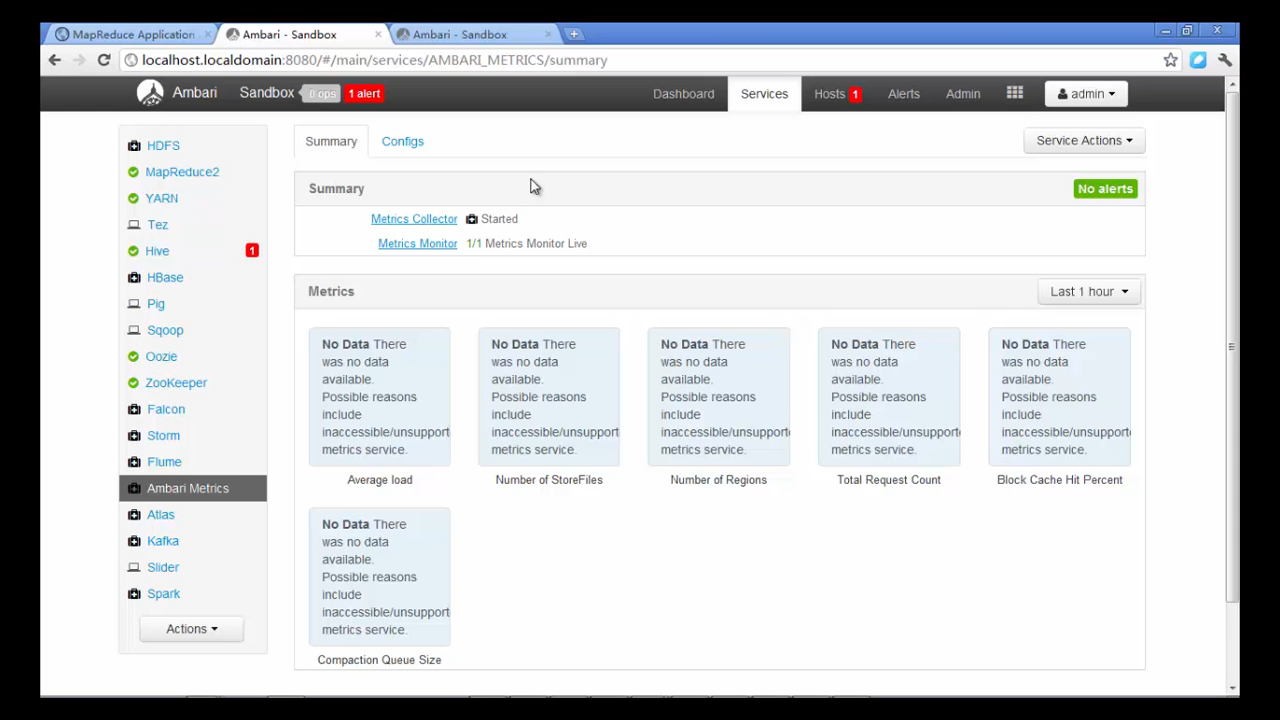 MapReduce Application
Ambari - Sandbox
Ambari - Sandbox
localhost.localdomain:8080/#/main/services/AMBARI_METRICS/summary
Ambari
Sandbox
0 ops
1 alert
Dashboard
Services
Hosts 1
Alerts
Admin
admin
HDFS
MapReduce2
YARN
Tez
Hive 1
HBase
Pig
Sqoop
Oozie
ZooKeeper
Falcon
Storm
Flume
Ambari Metrics
Atlas
Kafka
Slider
Spark
Actions
Summary
Configs
Service Actions
Summary
No alerts
Metrics Collector Started
Metrics Monitor 1/1 Metrics Monitor Live
Metrics
Last 1 hour
No Data There
was no data
available.
Possible reasons
include
inaccessible/unsupport
metrics service.
Average load
No Data There
was no data
available.
Possible reasons
include
inaccessible/unsupport
metrics service.
Number of StoreFiles
No Data There
was no data
available.
Possible reasons
include
inaccessible/unsupport
metrics service.
Number of Regions
No Data There
was no data
available.
Possible reasons
include
inaccessible/unsupport
metrics service.
Total Request Count
No Data There
was no data
available.
Possible reasons
include
inaccessible/unsupport
metrics service.
Block Cache Hit Percent
No Data There
was no data
available.
Possible reasons
include
inaccessible/unsupport
metrics service.
Compaction Queue Size